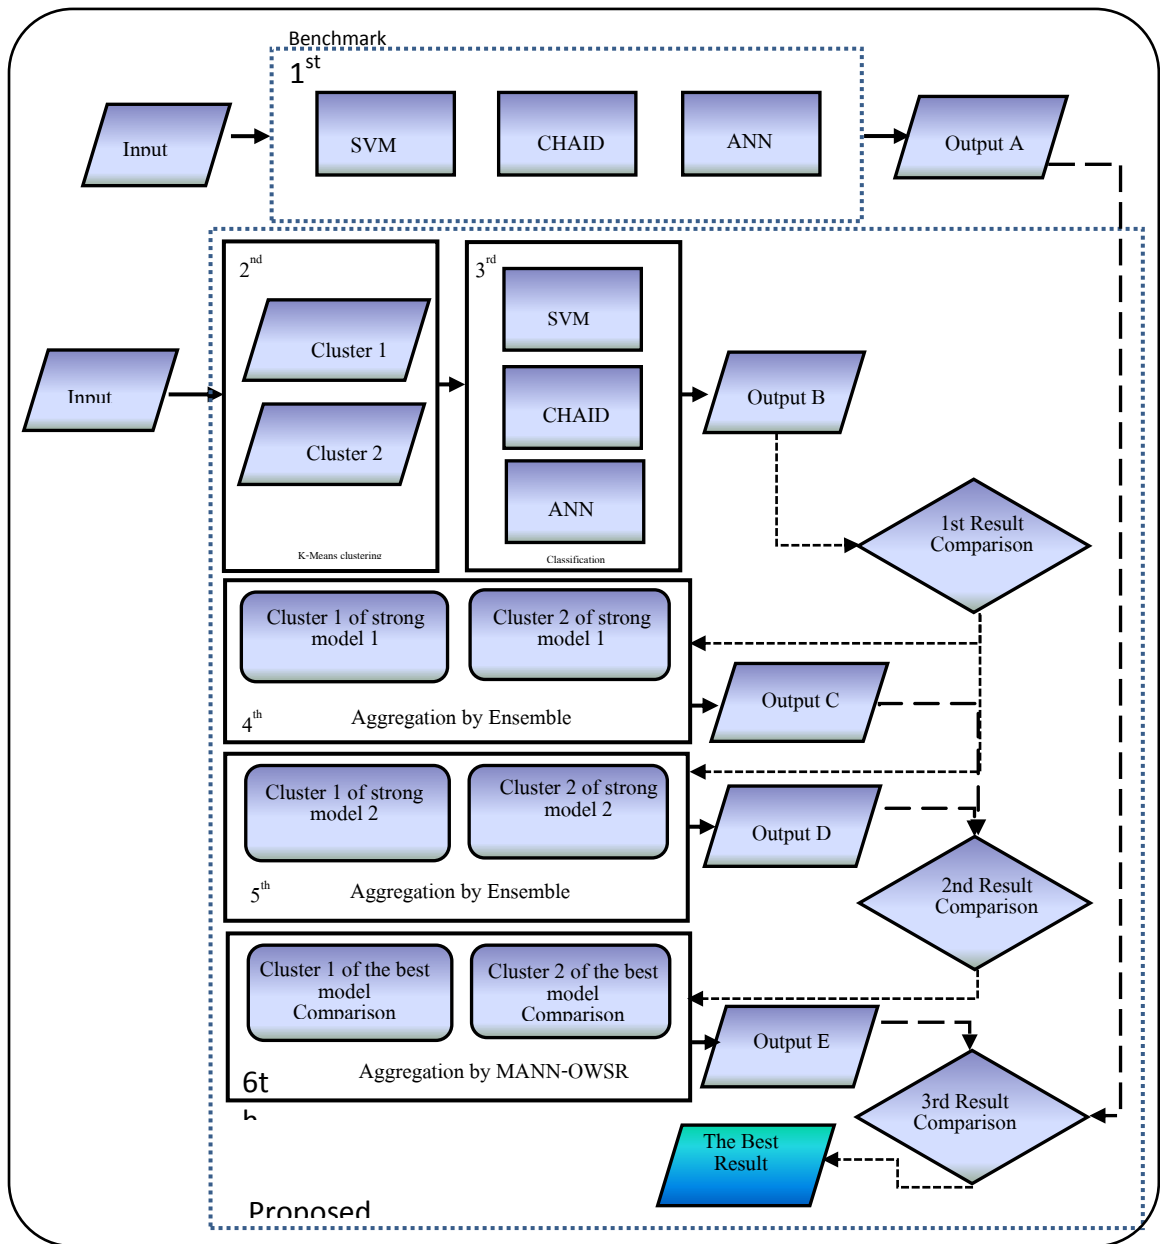 Benchmark
1st
Input
SVM
CHAID
ANN
Output A
2nd
Cluster 1
Cluster 2
K-Means clustering
3rd
SVM
CHAID
ANN
Classification
Input
Output B
1st Result
Comparison
Cluster 1 of strong
model 1
Cluster 2 of strong
model 1
4th
Aggregation by Ensemble
Output C
Cluster 1 of strong
model 2
Cluster 2 of strong
model 2
5th
Aggregation by Ensemble
Output D
2nd Result
Comparison
Cluster 1 of the best
model
Comparison
Cluster 2 of the best
model
Comparison
Aggregation by MANN-OWSR
6t
h
Output E
3rd Result
Comparison
The Best
Result
Proposed